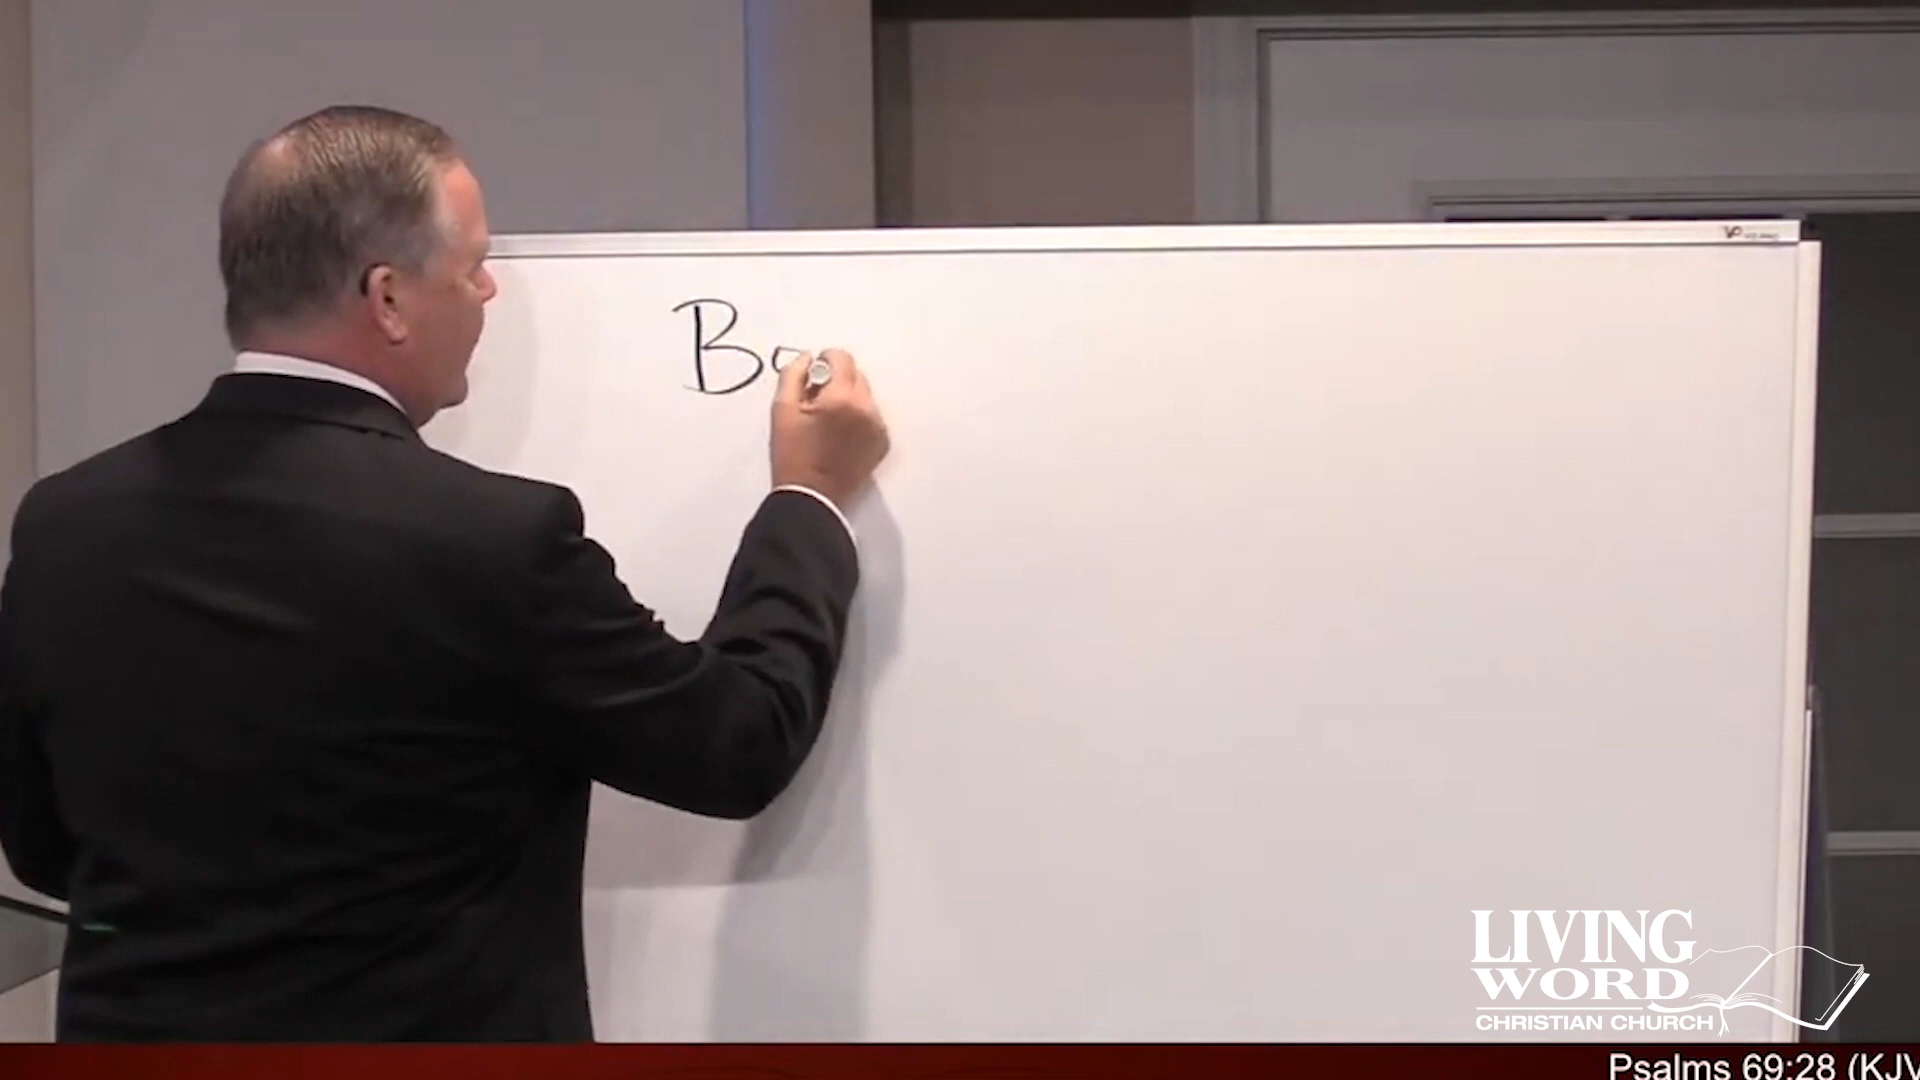 Bo
LIVING
WORD
CHRISTIAN CHURCH
Psalms 69:28 (KJV